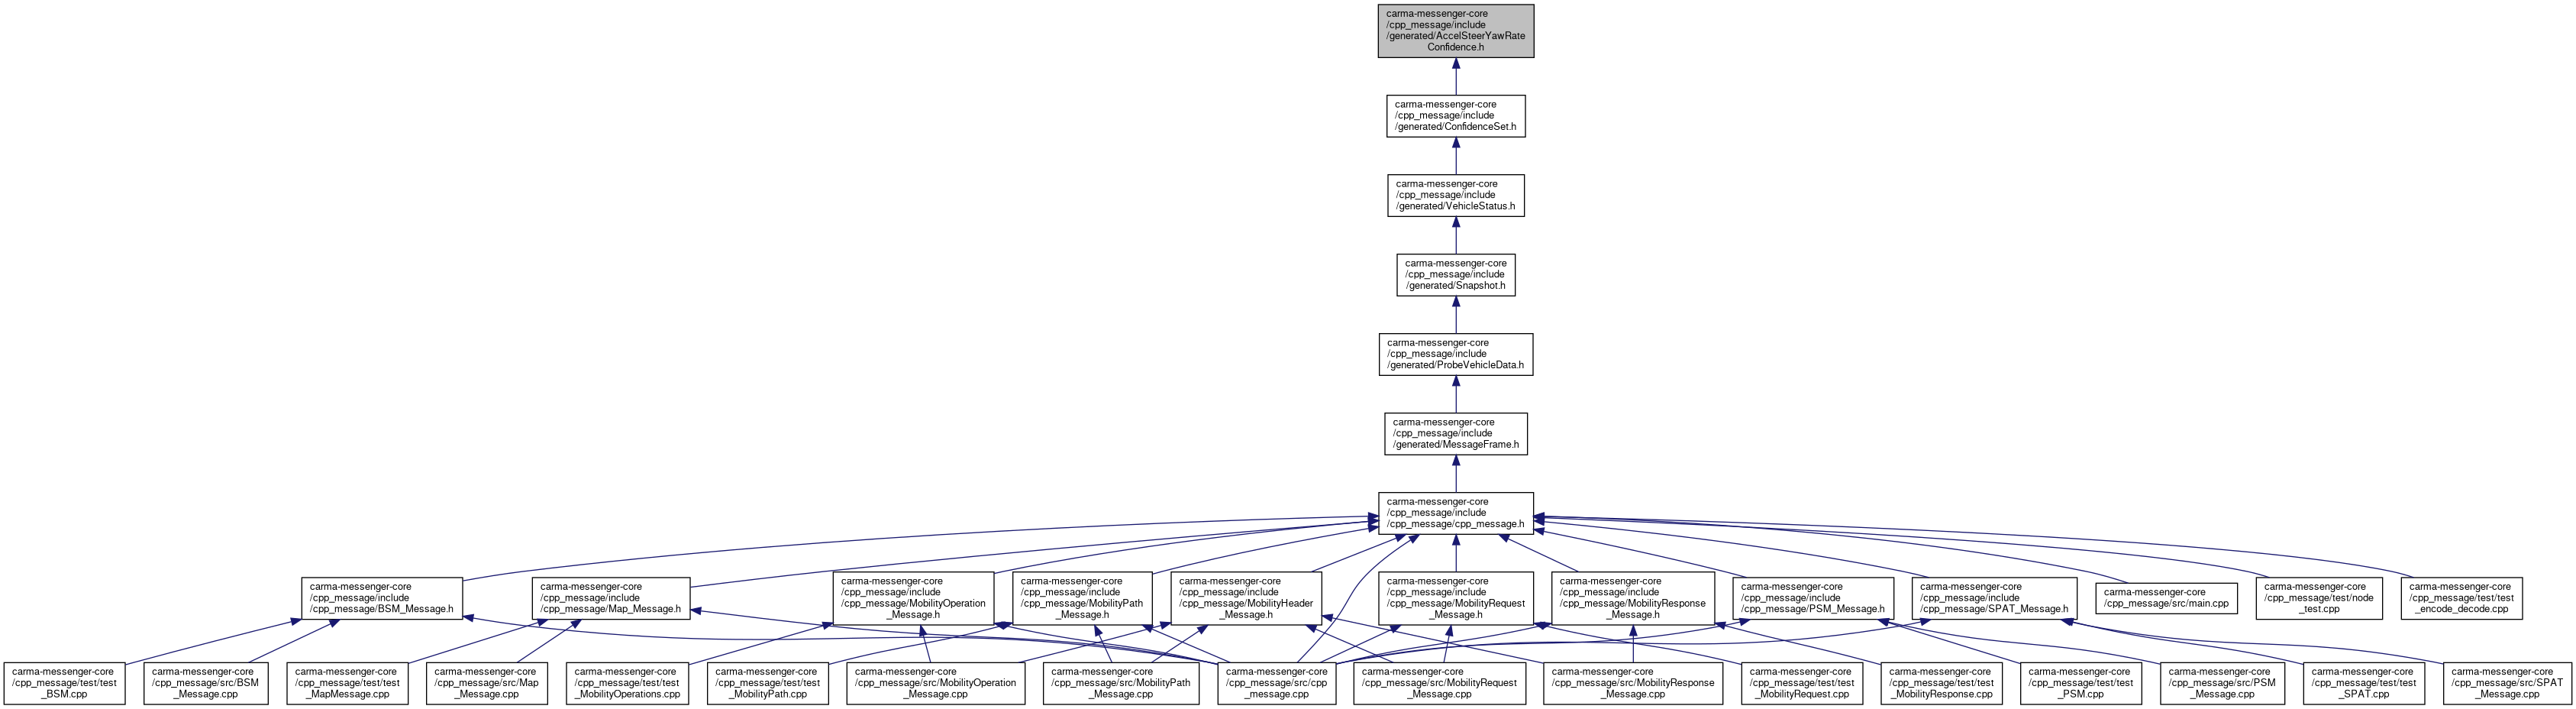 carma-messenger-core
/cpp_message/include
/generated/AccelSteerYawRate
Confidence.h
carma-messenger-core
/cpp_message/include
/generated/ConfidenceSet.h
carma-messenger-core
/cpp_message/include
/generated/VehicleStatus.h
carma-messenger-core
/cpp_message/include
/generated/Snapshot.h
carma-messenger-core
/cpp_message/include
/generated/ProbeVehicleData.h
carma-messenger-core
/cpp_message/include
/generated/MessageFrame.h
carma-messenger-core
/cpp_message/include
/cpp_message/cpp_message.h
carma-messenger-core
/cpp_message/include
/cpp_message/BSM_Message.h
carma-messenger-core
/cpp_message/include
/cpp_message/Map_Message.h
carma-messenger-core
/cpp_message/include
/cpp_message/MobilityOperation
_Message.h
carma-messenger-core
/cpp_message/include
/cpp_message/MobilityPath
_Message.h
carma-messenger-core
/cpp_message/include
/cpp_message/MobilityHeader
_Message.h
carma-messenger-core
/cpp_message/include
/cpp_message/MobilityRequest
_Message.h
carma-messenger-core
/cpp_message/include
/cpp_message/MobilityResponse
_Message.h
carma-messenger-core
/cpp_message/include
/cpp_message/PSM_Message.h
carma-messenger-core
/cpp_message/include
/cpp_message/SPAT_Message.h
carma-messenger-core
/cpp_message/src/main.cpp
carma-messenger-core
/cpp_message/test/node
_test.cpp
carma-messenger-core
/cpp_message/test/test
_encode_decode.cpp
carma-messenger-core
/cpp_message/test/test
_BSM.cpp
carma-messenger-core
/cpp_message/src/BSM
_Message.cpp
carma-messenger-core
/cpp_message/test/test
_MapMessage.cpp
carma-messenger-core
/cpp_message/src/Map
_Message.cpp
carma-messenger-core
/cpp_message/test/test
_MobilityOperations.cpp
carma-messenger-core
/cpp_message/test/test
_MobilityPath.cpp
carma-messenger-core
/cpp_message/src/MobilityOperation
_Message.cpp
carma-messenger-core
/cpp_message/src/MobilityPath
_Message.cpp
carma-messenger-core
/cpp_message/src/cpp
_message.cpp
carma-messenger-core
/cpp_message/src/MobilityRequest
_Message.cpp
carma-messenger-core
/cpp_message/src/MobilityResponse
_Message.cpp
carma-messenger-core
/cpp_message/test/test
_MobilityRequest.cpp
carma-messenger-core
/cpp_message/test/test
_MobilityResponse.cpp
carma-messenger-core
/cpp_message/test/test
_PSM.cpp
carma-messenger-core
/cpp_message/src/PSM
_Message.cpp
carma-messenger-core
/cpp_message/test/test
_SPAT.cpp
carma-messenger-core
/cpp_message/src/SPAT
_Message.cpp